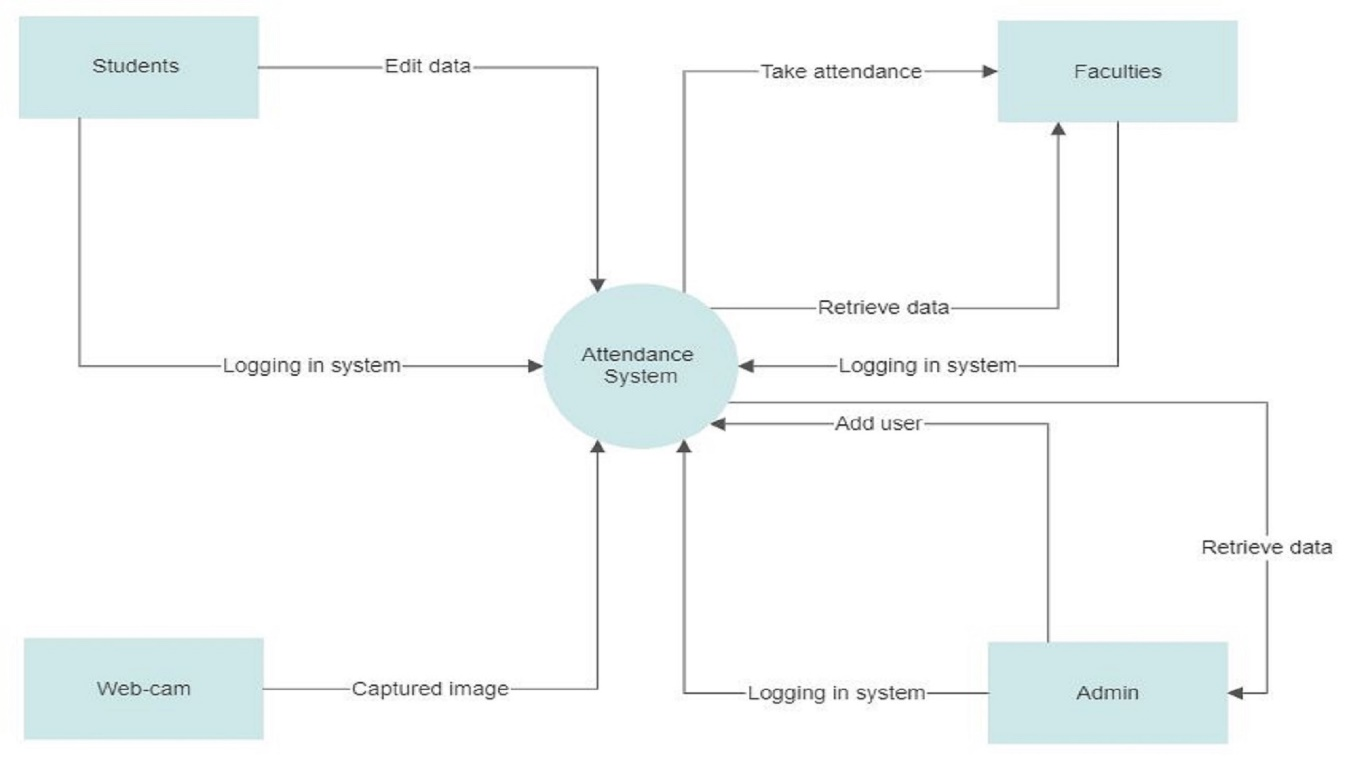 Students
Edit data
Take attendance
Faculties
Retrieve data
Logging in system
Attendance
System
Logging in system
Add user
Retrieve data
Web-cam
Captured image
Logging in system
Admin